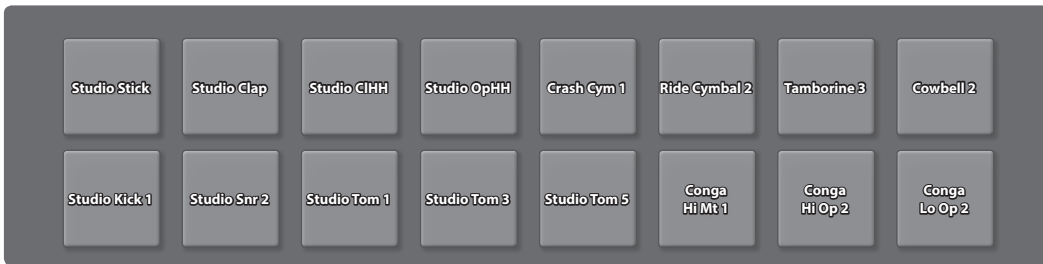 Studio Stick
Studio Clap
Studio ClHH
Studio OpHH
Crash Cym 1
Ride Cymbal 2
Tamborine 3
Cowbell 2
Studio Kick 1
Studio Snr 2
Studio Tom 1
Studio Tom 3
Studio Tom 5
Conga
Hi Mt 1
Conga
Hi Op 2
Conga
Lo Op 2